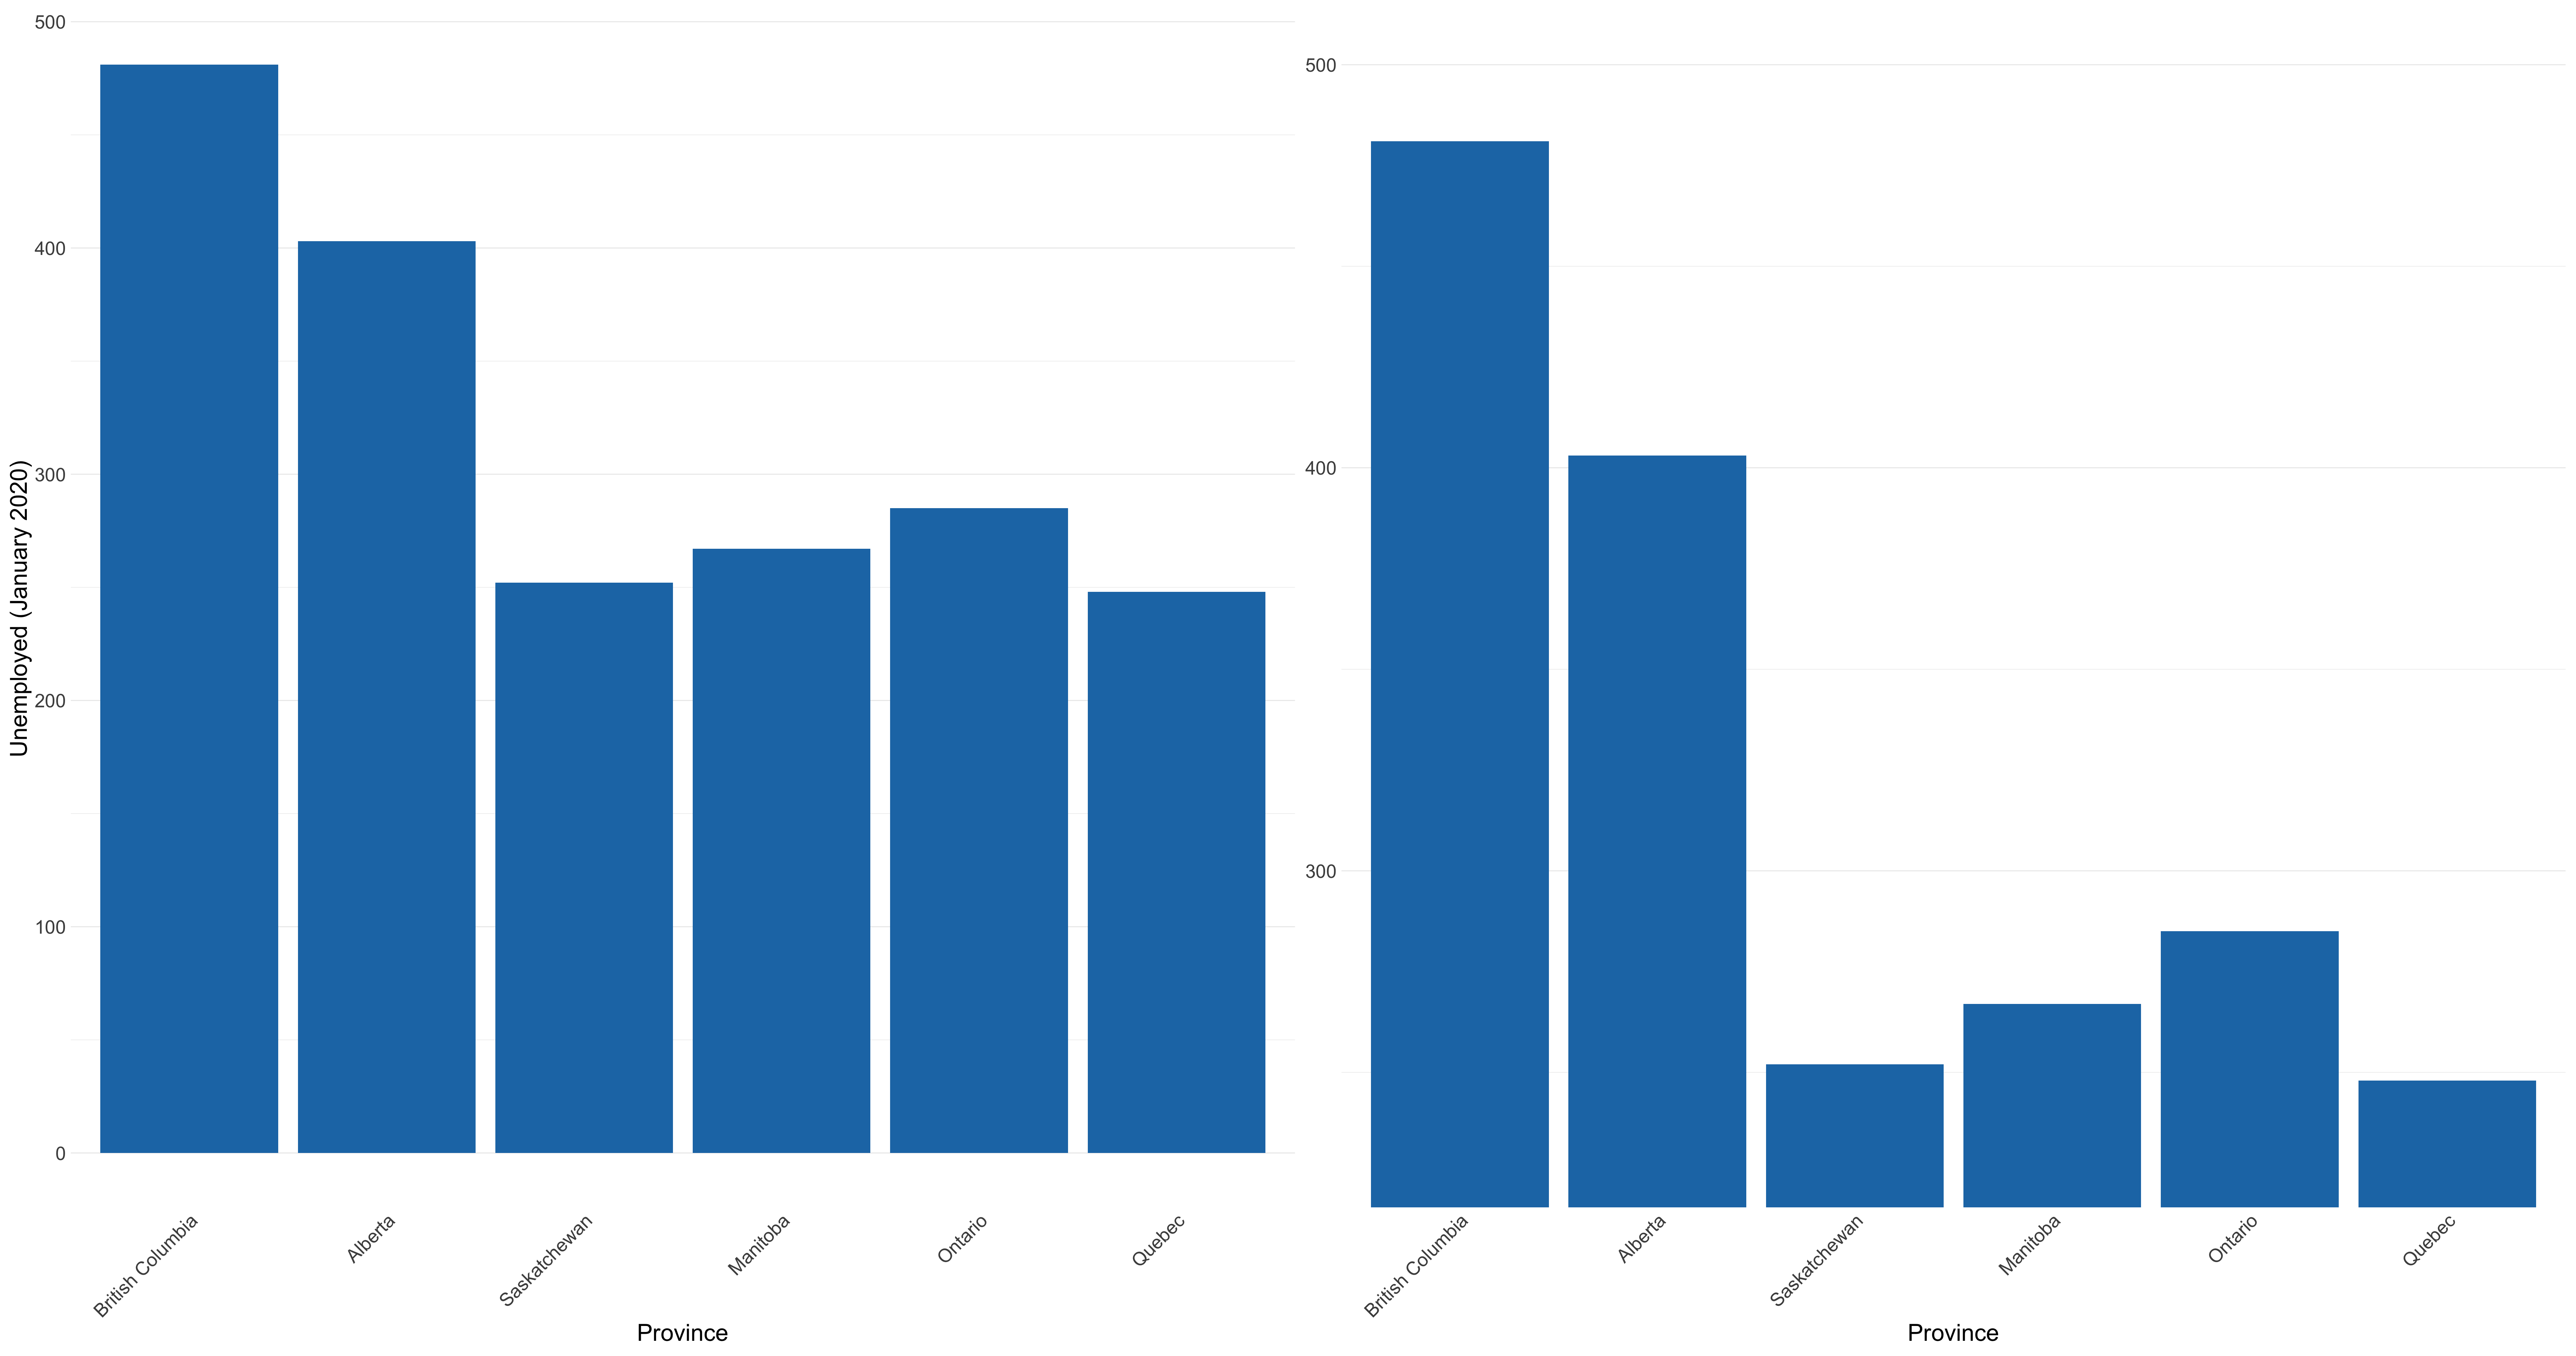 Unemployed (January 2020)
500
400
300
200
100
0
British Columbia
Alberta
Saskatchewan
Manitoba
Ontario
Quebec
Province
500
400
300
British Columbia
Alberta
Saskatchewan
Manitoba
Ontario
Quebec
Province